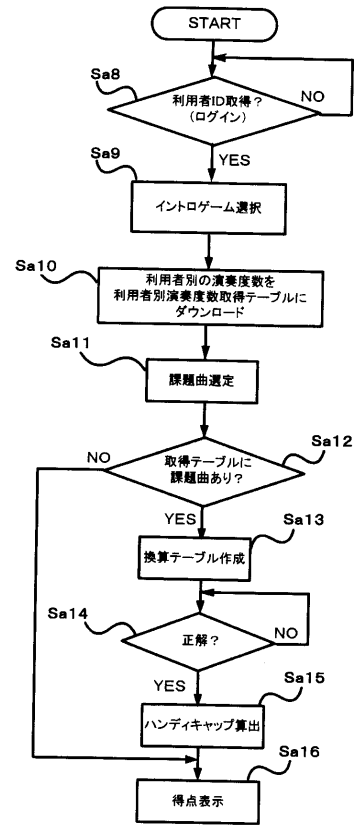 START
Sa8
利用者ID取得？
(ログイン)
NO
YES
Sa9
イントロゲーム選択
Sa10
利用者別の演奏度数を
利用者別演奏度数取得テーブルに
ダウンロード
Sa11
課題曲選定
Sa12
取得テーブルに
課題曲あり？
NO
YES
Sa13
換算テーブル作成
Sa14
正解？
NO
YES
Sa15
ハンディキャップ算出
Sa16
得点表示